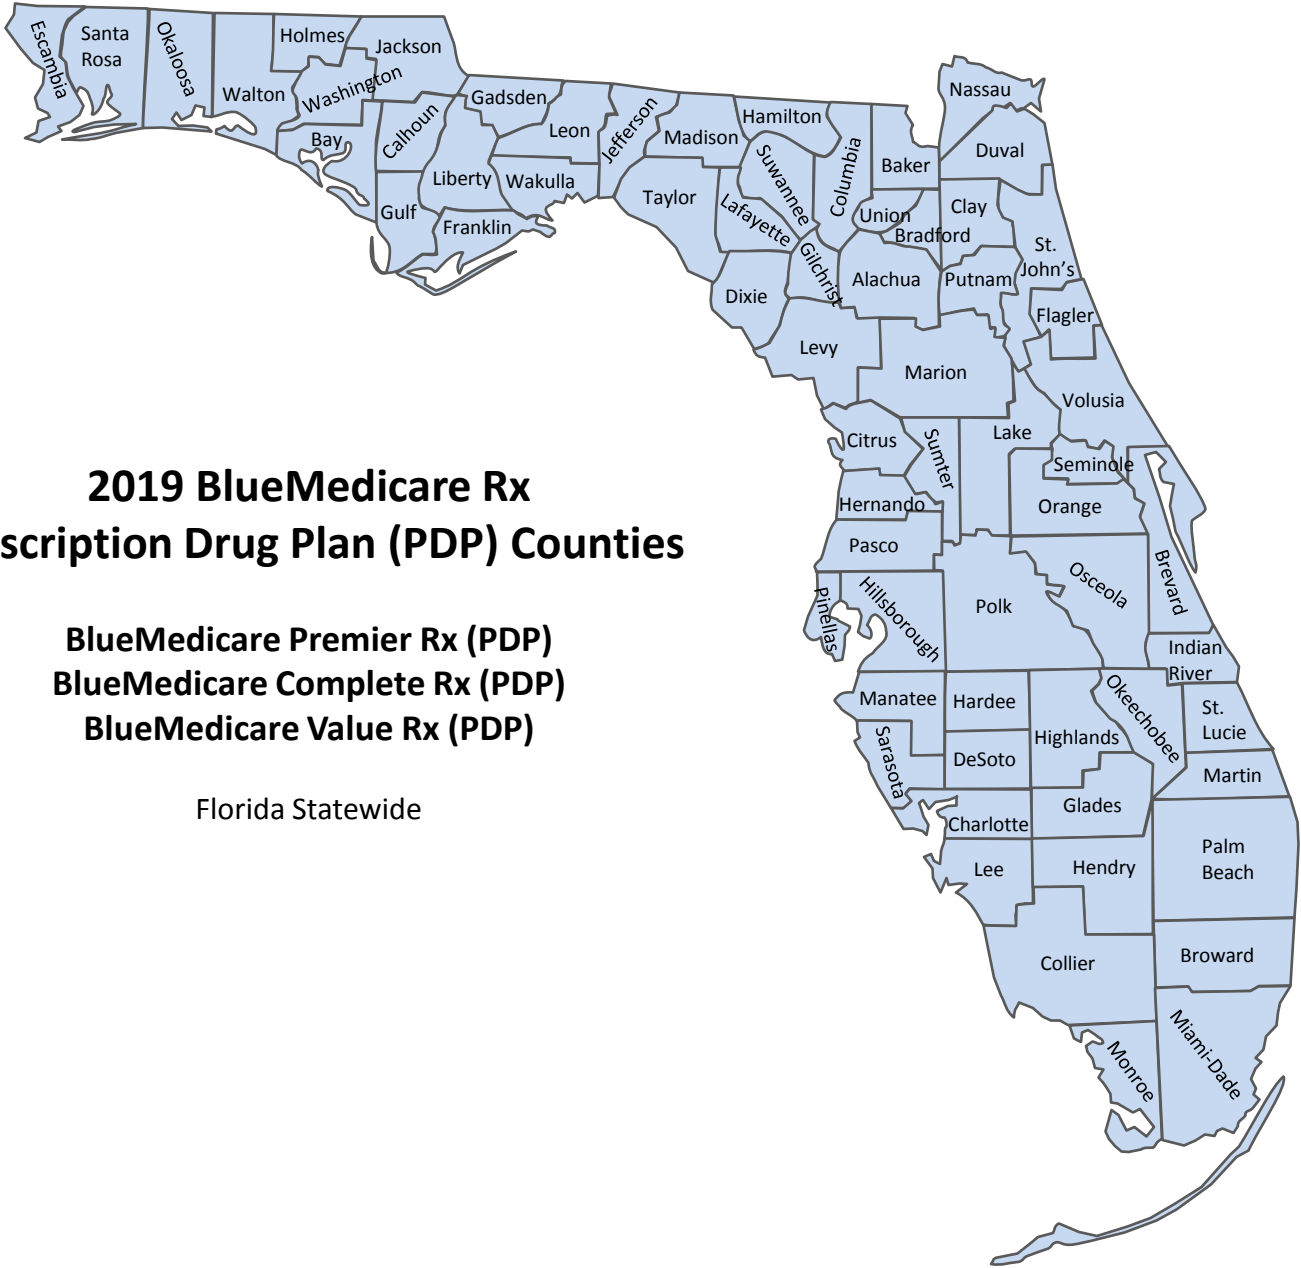 Escambia
Santa
Rosa
Okaloosa
Walton
Holmes
Washington
Jackson
Bay
Calhoun
Gulf
Liberty
Gadsden
Leon
Wakulla
Franklin
Jefferson
Madison
Taylor
Hamilton
Suwannee
Lafayette
Columbia
Baker
Nassau
Duval
Union
Bradford
Clay
St.
John's
Dixie
Gilchrist
Alachua
Putnam
Flagler
Levy
Marion
Volusia
Citrus
Sumter
Lake
Seminole
Orange
Hernando
Pasco
Pinellas
Hillsborough
Polk
Osceola
Brevard
Indian
River
Manatee
Hardee
Highlands
Okeechobee
St.
Lucie
Sarasota
DeSoto
Martin
Charlotte
Glades
Lee
Hendry
Palm
Beach
Collier
Broward
Monroe
Miami-Dade
2019 BlueMedicare Rx
scription Drug Plan (PDP) Counties
BlueMedicare Premier Rx (PDP)
BlueMedicare Complete Rx (PDP)
BlueMedicare Value Rx (PDP)
Florida Statewide